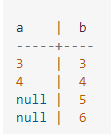 a | b
-----+----
3 | 3
4 | 4
null | 5
null | 6